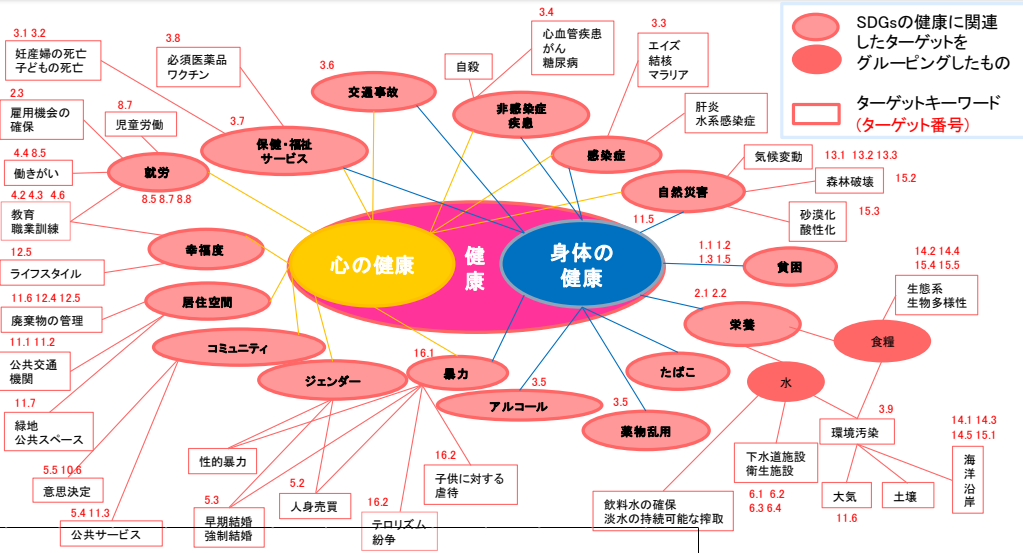 SDGsの健康に関連
したターゲットを
グルーピングしたもの
ターゲットキーワード
(ターゲット番号)
3.1 3.2
妊産婦の死亡
子どもの死亡
3.8
必須医薬品
ワクチン
3.6
交通事故
自殺
3.4
心血管疾患
がん
糖尿病
3.3
エイズ
結核
マラリア
肝炎
水系感染症
2.3
雇用機会の
確保
8.7
児童労働
3.7
保健・福祉
サービス
非感染症
疾患
感染症
気候変動
13.1 13.2 13.3
森林破壊
15.2
砂漠化
酸性化
15.3
自然災害
11.5
4.4 8.5
働きがい
就労
8.5 8.7 8.8
4.2 4.3 4.6
教育
職業訓練
幸福度
12.5
ライフスタイル
心の健康
健
康
身体の
健康
1.1 1.2
1.3 1.5
貧困
14.2 14.4
15.4 15.5
生態系
生物多様性
11.6 12.4 12.5
廃棄物の管理
居住空間
2.1 2.2
栄養
食糧
コミュニティ
11.1 11.2
公共交通
機関
ジェンダー
16.1
暴力
3.5
アルコール
たばこ
3.5
薬物乱用
水
11.7
緑地
公共スペース
3.9
環境汚染
14.1 14.3
14.5 15.1
海
洋
沿
岸
下水道施設
衛生施設
6.1 6.2
6.3 6.4
大気
11.6
土壌
飲料水の確保
淡水の持続可能な搾取
性的暴力
5.5 10.6
意思決定
5.4 11.3
公共サービス
5.3
早期結婚
強制結婚
5.2
人身売買
16.2
テロリズム
紛争
16.2
子供に対する
虐待